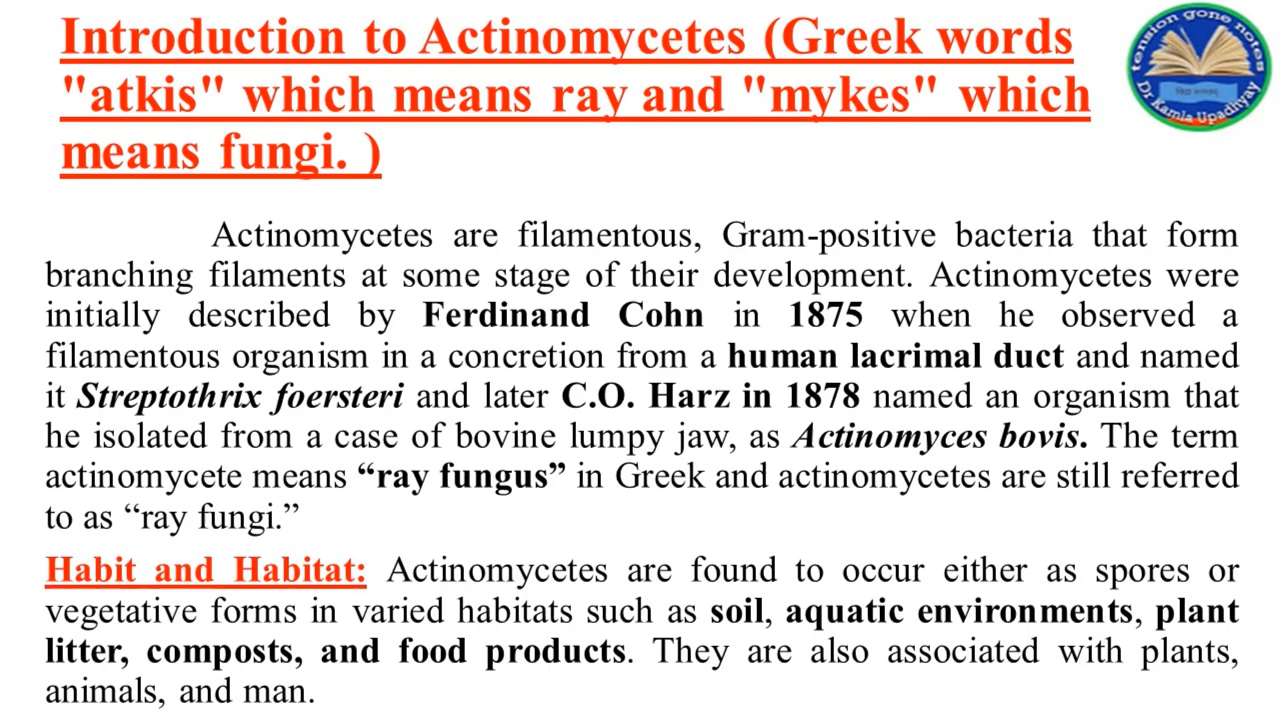 Introduction to Actinomycetes (Greek words
"atkis" which means ray and "mykes" which
means fungi. )
tension gone notes
Dr Kamla Upadhyay
Actinomycetes are filamentous, Gram-positive bacteria that form
branching filaments at some stage of their development. Actinomycetes were
initially described by Ferdinand Cohn in 1875 when he observed a
filamentous organism in a concretion from a human lacrimal duct and named
it Streptothrix foersteri and later C.O. Harz in 1878 named an organism that
he isolated from a case of bovine lumpy jaw, as Actinomyces bovis. The term
actinomycete means “ray fungus” in Greek and actinomycetes are still referred
to as “ray fungi.”
Habit and Habitat: Actinomycetes are found to occur either as spores or
vegetative forms in varied habitats such as soil, aquatic environments, plant
litter, composts, and food products. They are also associated with plants,
animals, and man.